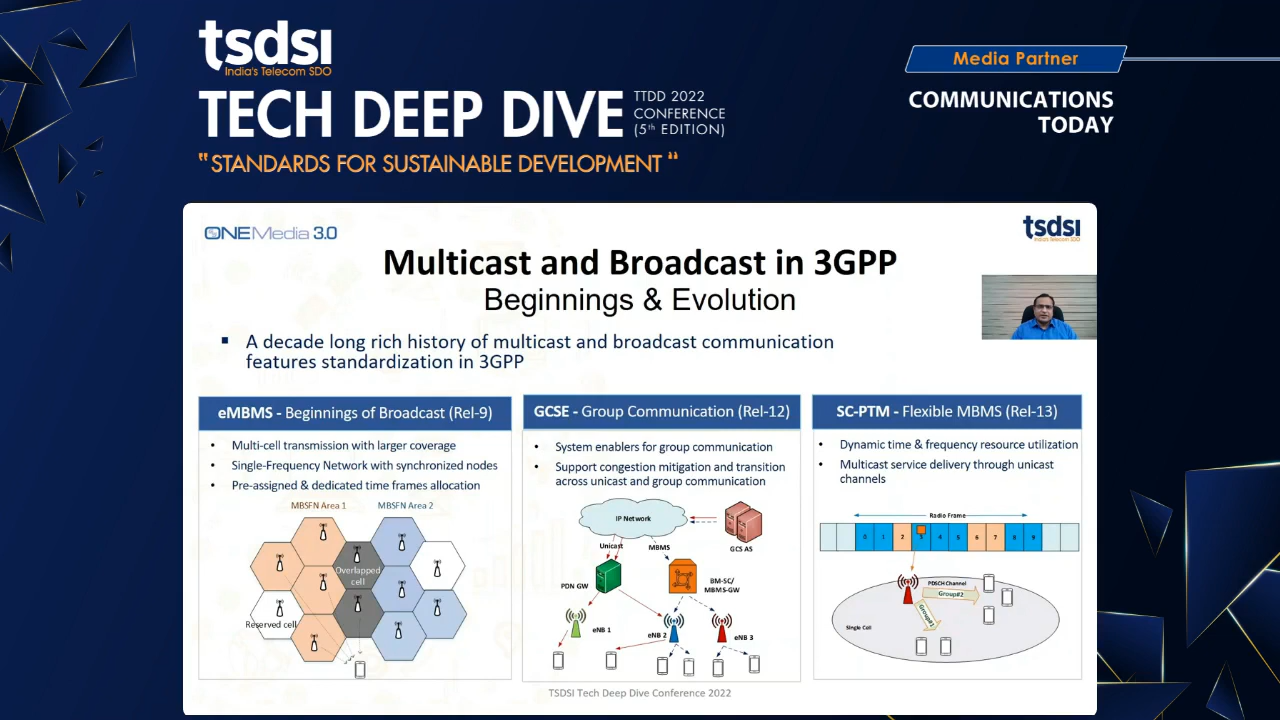 tsdsi
India's Telecom SDO
TECH DEEP DIVE
TTDD 2022
CONFERENCE
(5th EDITION)
"STANDARDS FOR SUSTAINABLE DEVELOPMENT"
Media Partner
COMMUNICATIONS
TODAY
ONEMedia 3.0
tsdsi
India's Telecom SDO
Multicast and Broadcast in 3GPP
Beginnings & Evolution
▪ A decade long rich history of multicast and broadcast communication
features standardization in 3GPP
eMBMS - Beginnings of Broadcast (Rel-9)
• Multi-cell transmission with larger coverage
• Single-Frequency Network with synchronized nodes
• Pre-assigned & dedicated time frames allocation
MBSFN Area 1
MBSFN Area 2
Overlapped
cell
Reserved cell
GCSE - Group Communication (Rel-12)
• System enablers for group communication
• Support congestion mitigation and transition
across unicast and group communication
IP Network
GCS AS
Unicast
MBMS
PDN GW
BM-SC/
MBMS-GW
eNB 1
eNB 2
eNB 3
SC-PTM - Flexible MBMS (Rel-13)
• Dynamic time & frequency resource utilization
• Multicast service delivery through unicast
channels
Radio Frame
0 1 2 3 4 5 6 7 8 9
PDSCH Channel
Group#2
Group#1
Single Cell
TSDSI Tech Deep Dive Conference 2022